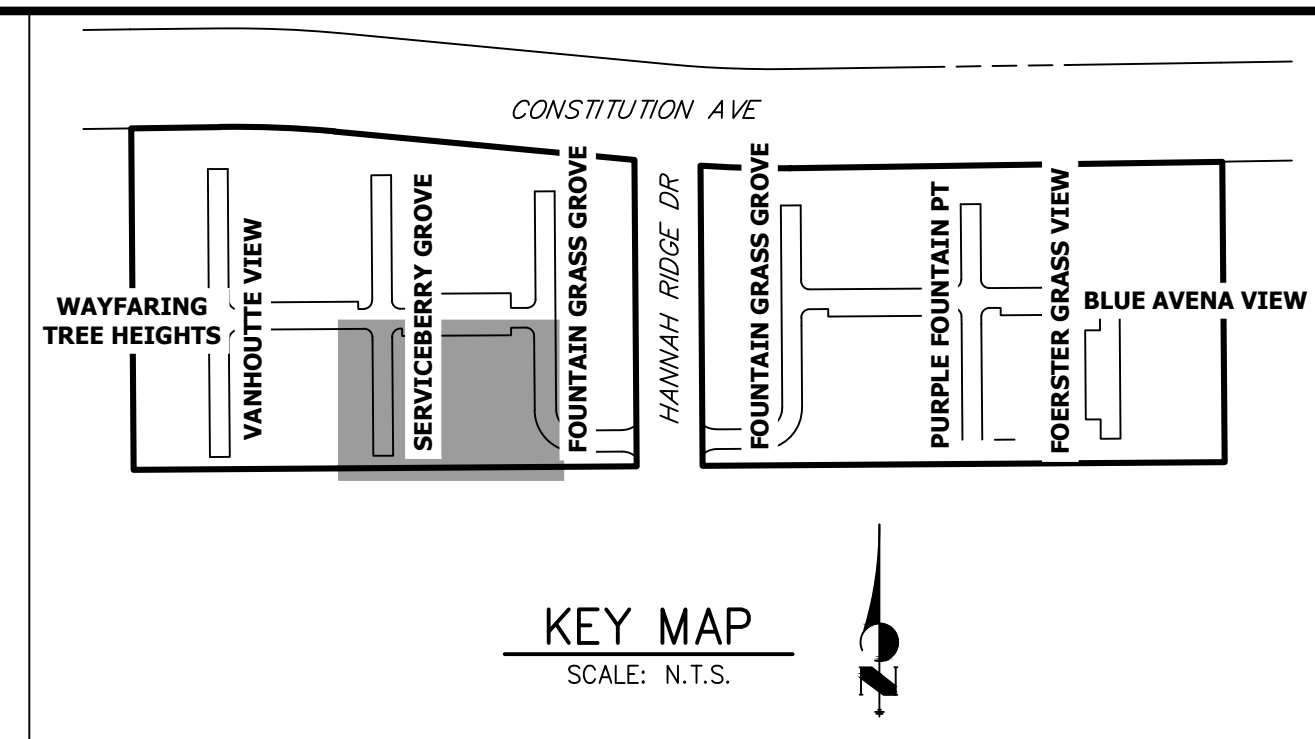 CONSTITUTION AVE
WAYFARING
TREE HEIGHTS
VANHOUTTE VIEW
SERVICEBERRY GROVE
FOUNTAIN GRASS GROVE
HANNAH RIDGE DR
FOUNTAIN GRASS GROVE
PURPLE FOUNTAIN PT
FOERSTER GRASS VIEW
BLUE AVENA VIEW
KEY MAP
SCALE: N.T.S.
N